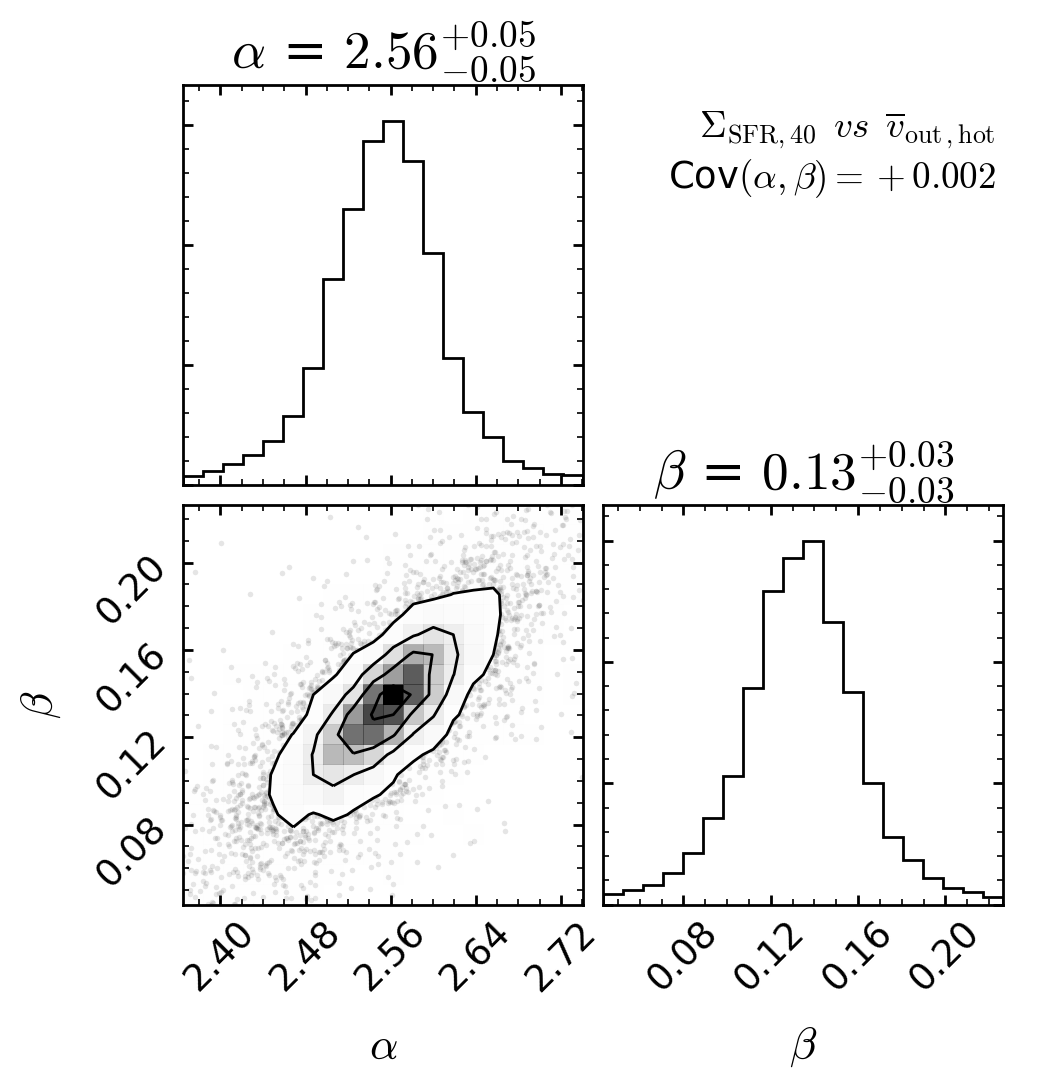 α = 2.56^{+0.05}_{-0.05}
Σ_{SFR, 40} vs v̅_{out, hot}
Cov(α, β) = +0.002
β = 0.13^{+0.03}_{-0.03}
0.20
0.16
0.12
0.08
β
2.40 2.48 2.56 2.64 2.72
α
0.08 0.12 0.16 0.20
β